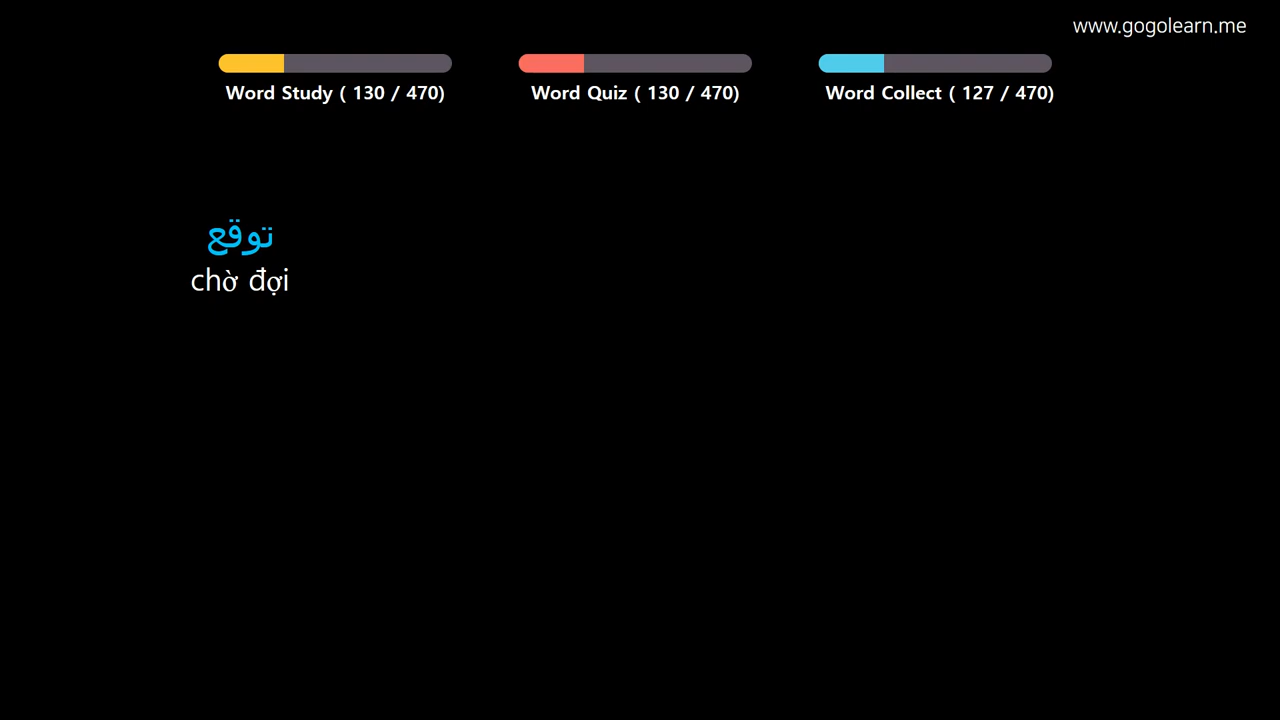 www.gogolearn.me
Word Study ( 130 / 470)
Word Quiz ( 130 / 470)
Word Collect ( 127 / 470)
توقع
chờ đợi